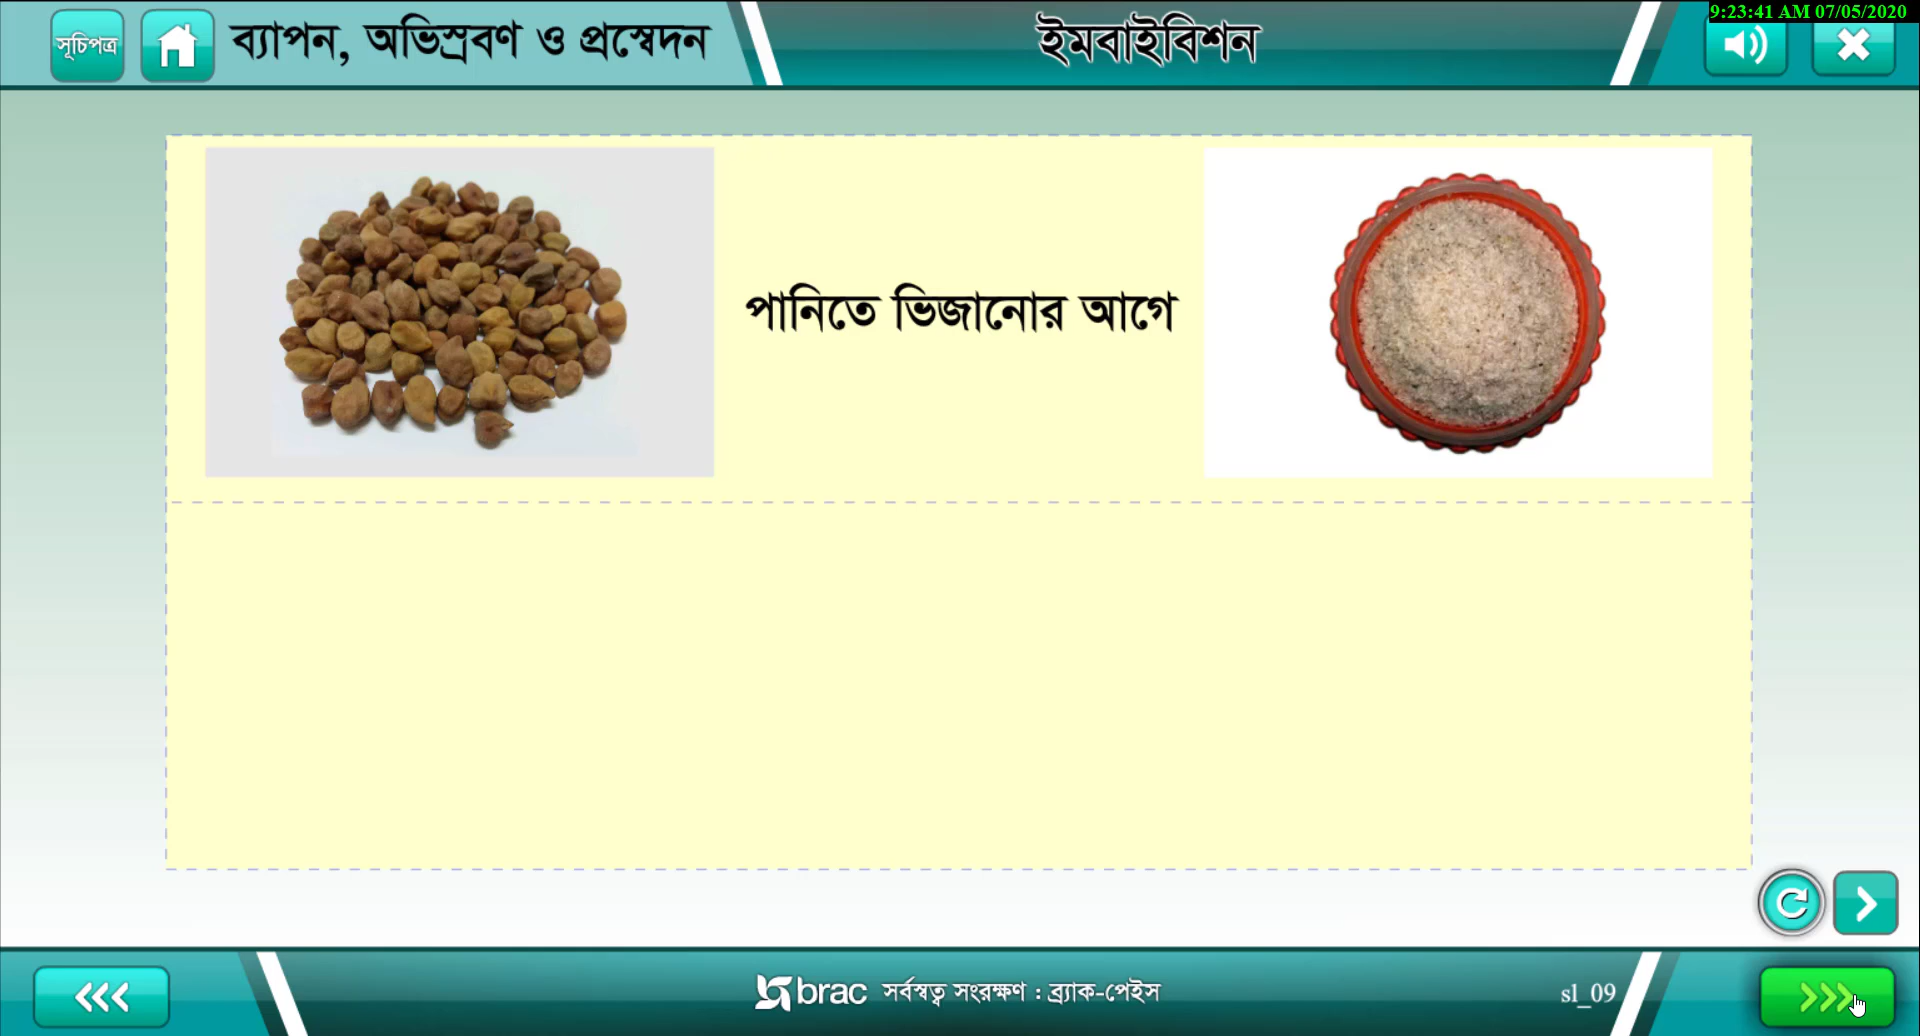 9:23:41 AM 07/05/2020
সূচিপত্র
ব্যাপন, অভিস্রবণ ও প্রস্বেদন
ইমবাইবিশন
পানিতে ভিজানোর আগে
brac সর্বস্বত্ব সংরক্ষণ : ব্র্যাক-পেইস
sl_09